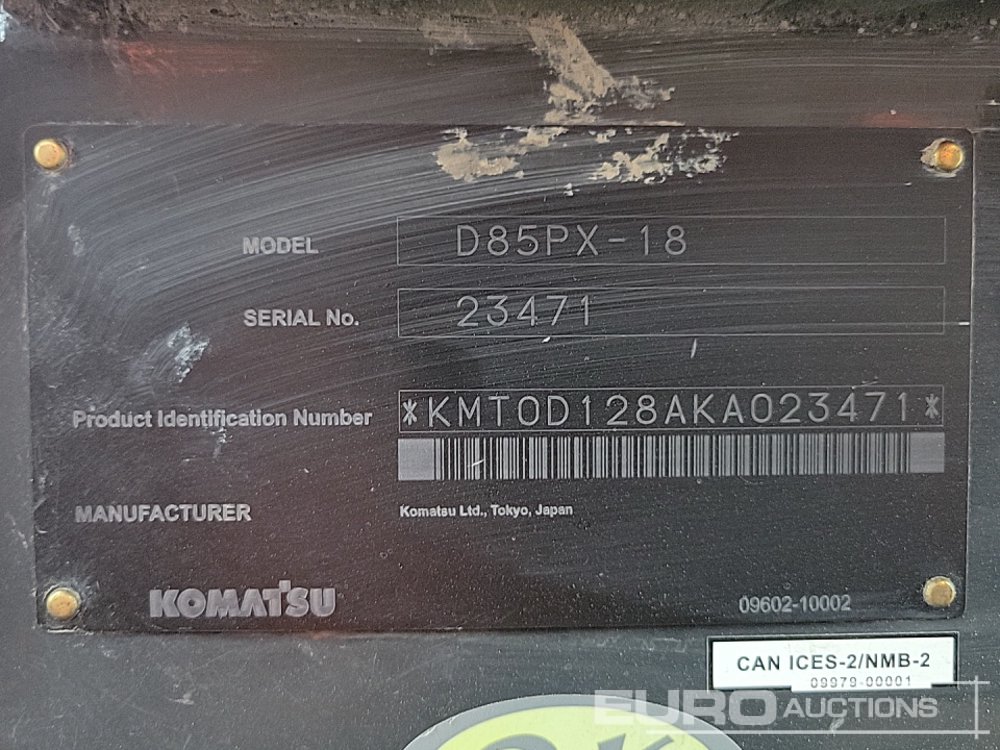 MODEL D85PX-18
SERIAL No. 23471
Product Identification Number *KMT0D128AKA023471*
MANUFACTURER Komatsu Ltd., Tokyo, Japan
KOMATSU 09602-10002
CAN ICES-2/NMB-2
09979-00001
EURO AUCTIONS
OK